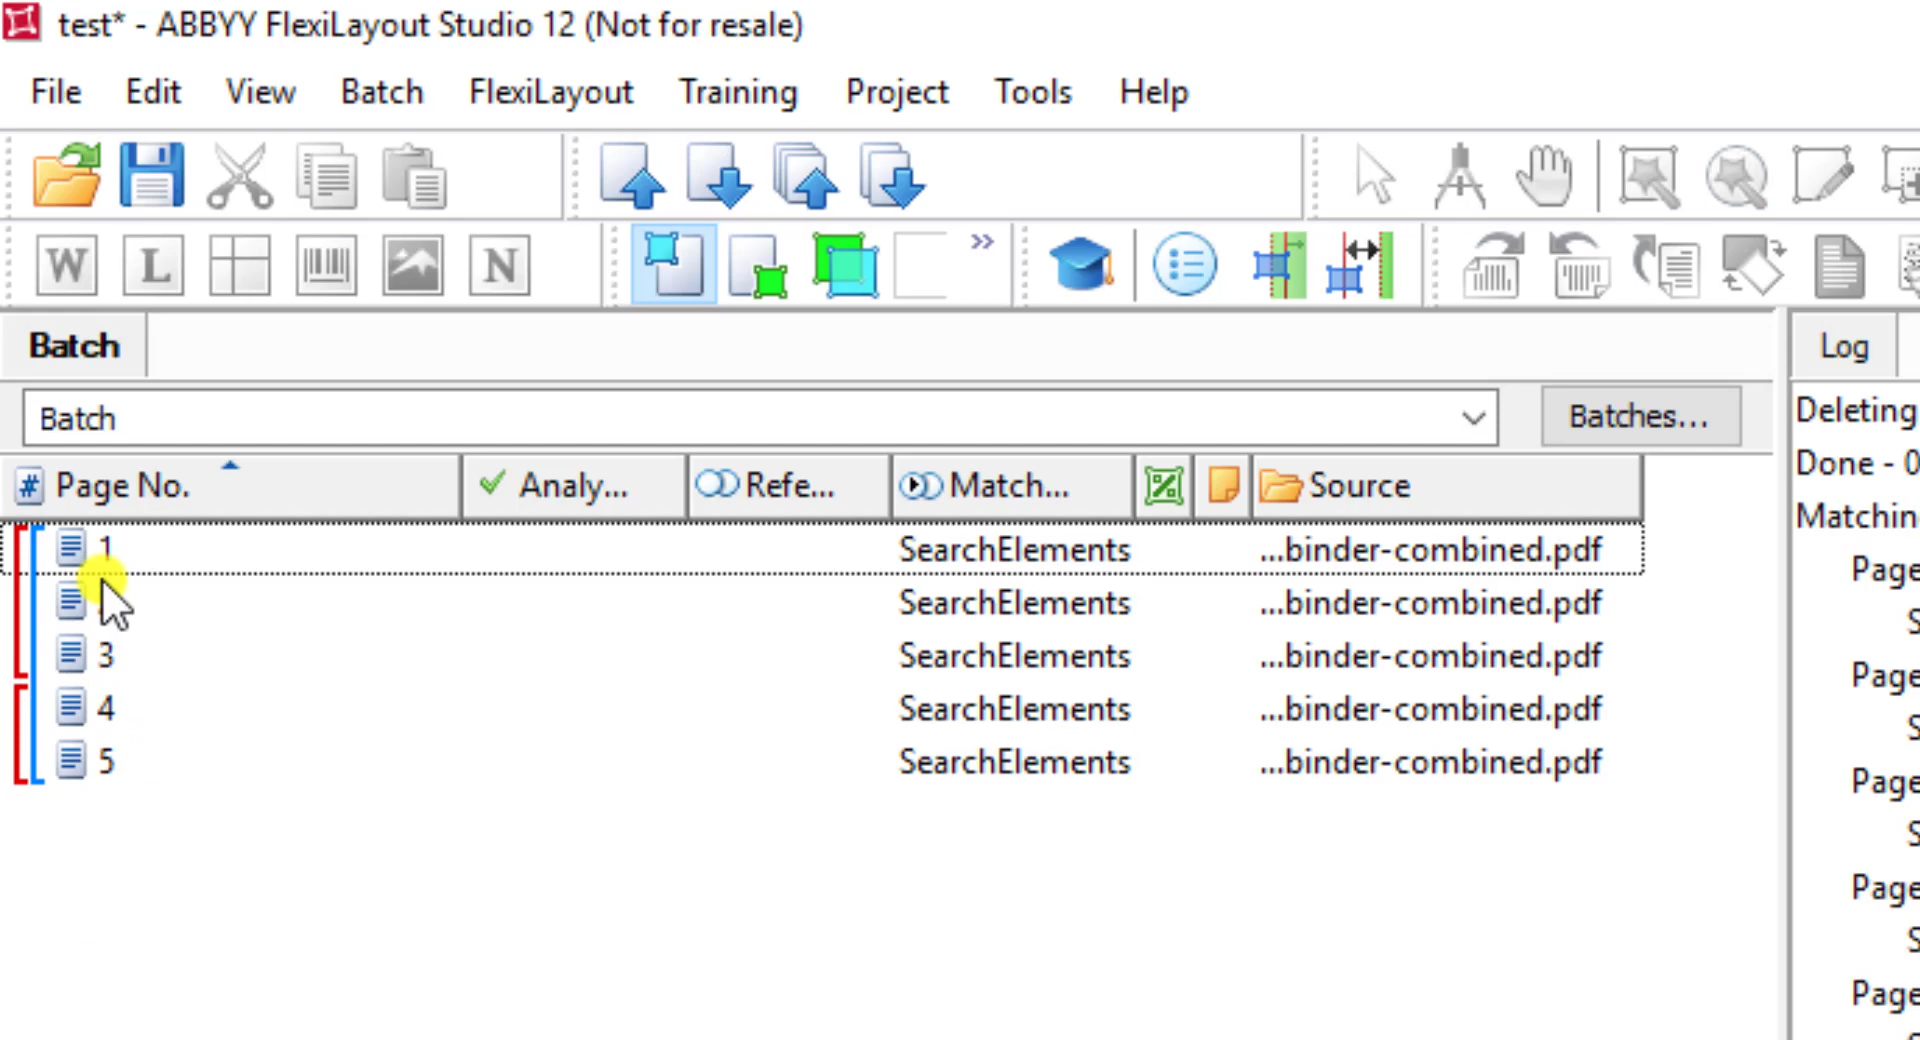 test* - ABBYY FlexiLayout Studio 12 (Not for resale)
File Edit View Batch FlexiLayout Training Project Tools Help
W L N
Batch
Log
Batch
Batches...
Deleting
Done - 0
Matchin
# Page No. Analy... Refe... Match... Source
1 SearchElements ...binder-combined.pdf
SearchElements ...binder-combined.pdf
3 SearchElements ...binder-combined.pdf
4 SearchElements ...binder-combined.pdf
5 SearchElements ...binder-combined.pdf
Page
S
Page
S
Page
S
Page
S
Page